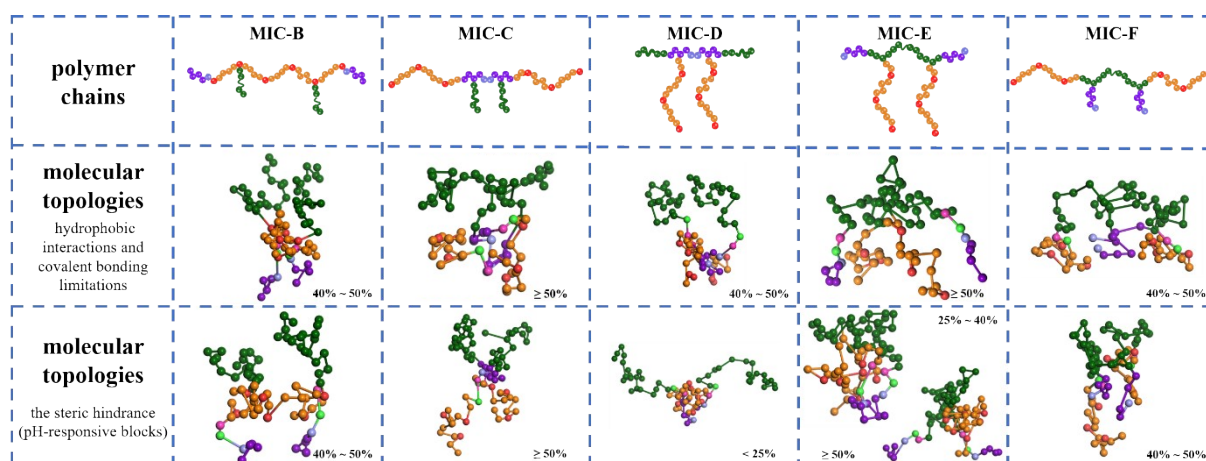 MIC-B MIC-C MIC-D MIC-E MIC-F
polymer
chains
molecular
topologies
hydrophobic
interactions and
covalent bonding
limitations
40% ~ 50% ≥ 50% 40% ~ 50% ≥ 50% 40% ~ 50%
molecular
topologies
the steric hindrance
(pH-responsive blocks)
25% ~ 40%
40% ~ 50% ≥ 50% < 25% ≥ 50% 40% ~ 50%